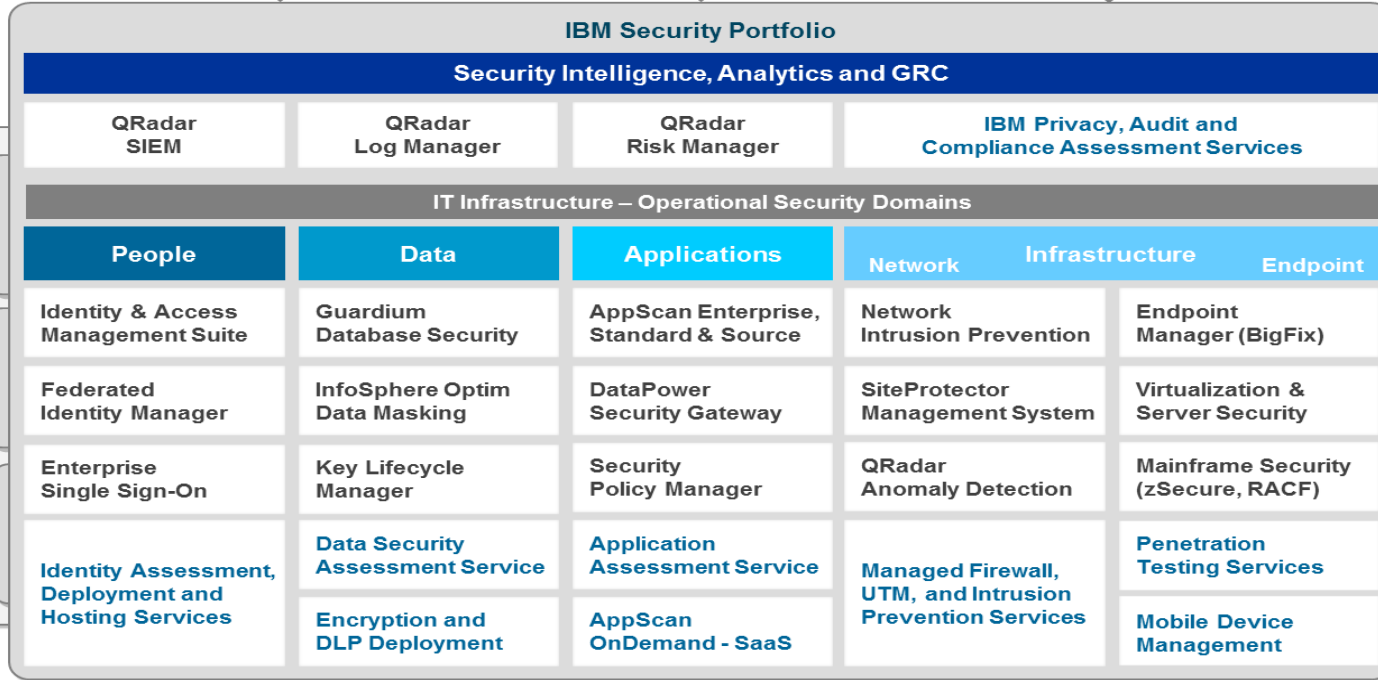 IBM Security Portfolio
Security Intelligence, Analytics and GRC
QRadar
SIEM
QRadar
Log Manager
QRadar
Risk Manager
IBM Privacy, Audit and
Compliance Assessment Services
IT Infrastructure – Operational Security Domains
People
Data
Applications
Infrastructure
Network
Endpoint
Identity & Access
Management Suite
Guardium
Database Security
AppScan Enterprise,
Standard & Source
Network
Intrusion Prevention
Endpoint
Manager (BigFix)
Federated
Identity Manager
InfoSphere Optim
Data Masking
DataPower
Security Gateway
SiteProtector
Management System
Virtualization &
Server Security
Enterprise
Single Sign-On
Key Lifecycle
Manager
Security
Policy Manager
QRadar
Anomaly Detection
Mainframe Security
(zSecure, RACF)
Identity Assessment,
Deployment and
Hosting Services
Data Security
Assessment Service
Encryption and
DLP Deployment
Application
Assessment Service
AppScan
OnDemand - SaaS
Managed Firewall,
UTM, and Intrusion
Prevention Services
Penetration
Testing Services
Mobile Device
Management